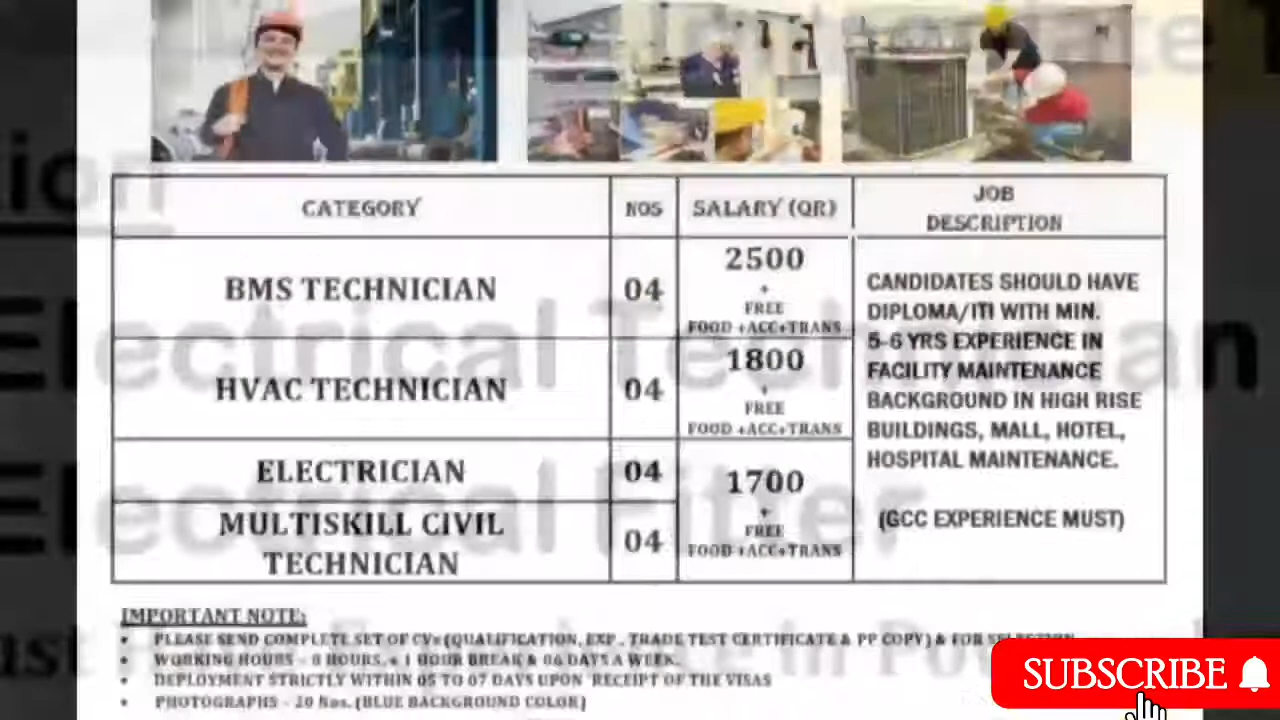 CATEGORY
NOS
SALARY (QR)
JOB
DESCRIPTION
BMS TECHNICIAN
04
2500
+
FREE
FOOD +ACC+TRANS
HVAC TECHNICIAN
04
1800
+
FREE
FOOD +ACC+TRANS
ELECTRICIAN
04
MULTISKILL CIVIL
TECHNICIAN
04
1700
+
FREE
FOOD +ACC+TRANS
CANDIDATES SHOULD HAVE
DIPLOMA/ITI WITH MIN.
5-6 YRS EXPERIENCE IN
FACILITY MAINTENANCE
BACKGROUND IN HIGH RISE
BUILDINGS, MALL, HOTEL,
HOSPITAL MAINTENANCE.
(GCC EXPERIENCE MUST)
IMPORTANT NOTE:
• PLEASE SEND COMPLETE SET OF CVs (QUALIFICATION, EXP , TRADE TEST CERTIFICATE & PP COPY) & FOR SELECTION
• WORKING HOURS - 8 HOURS. + 1 HOUR BREAK & 06 DAYS A WEEK.
• DEPLOYMENT STRICTLY WITHIN 05 TO 07 DAYS UPON RECEIPT OF THE VISAS
• PHOTOGRAPHS - 20 Nos. (BLUE BACKGROUND COLOR)
tion
Electrical Technician
Electrical Fitter
SUBSCRIBE